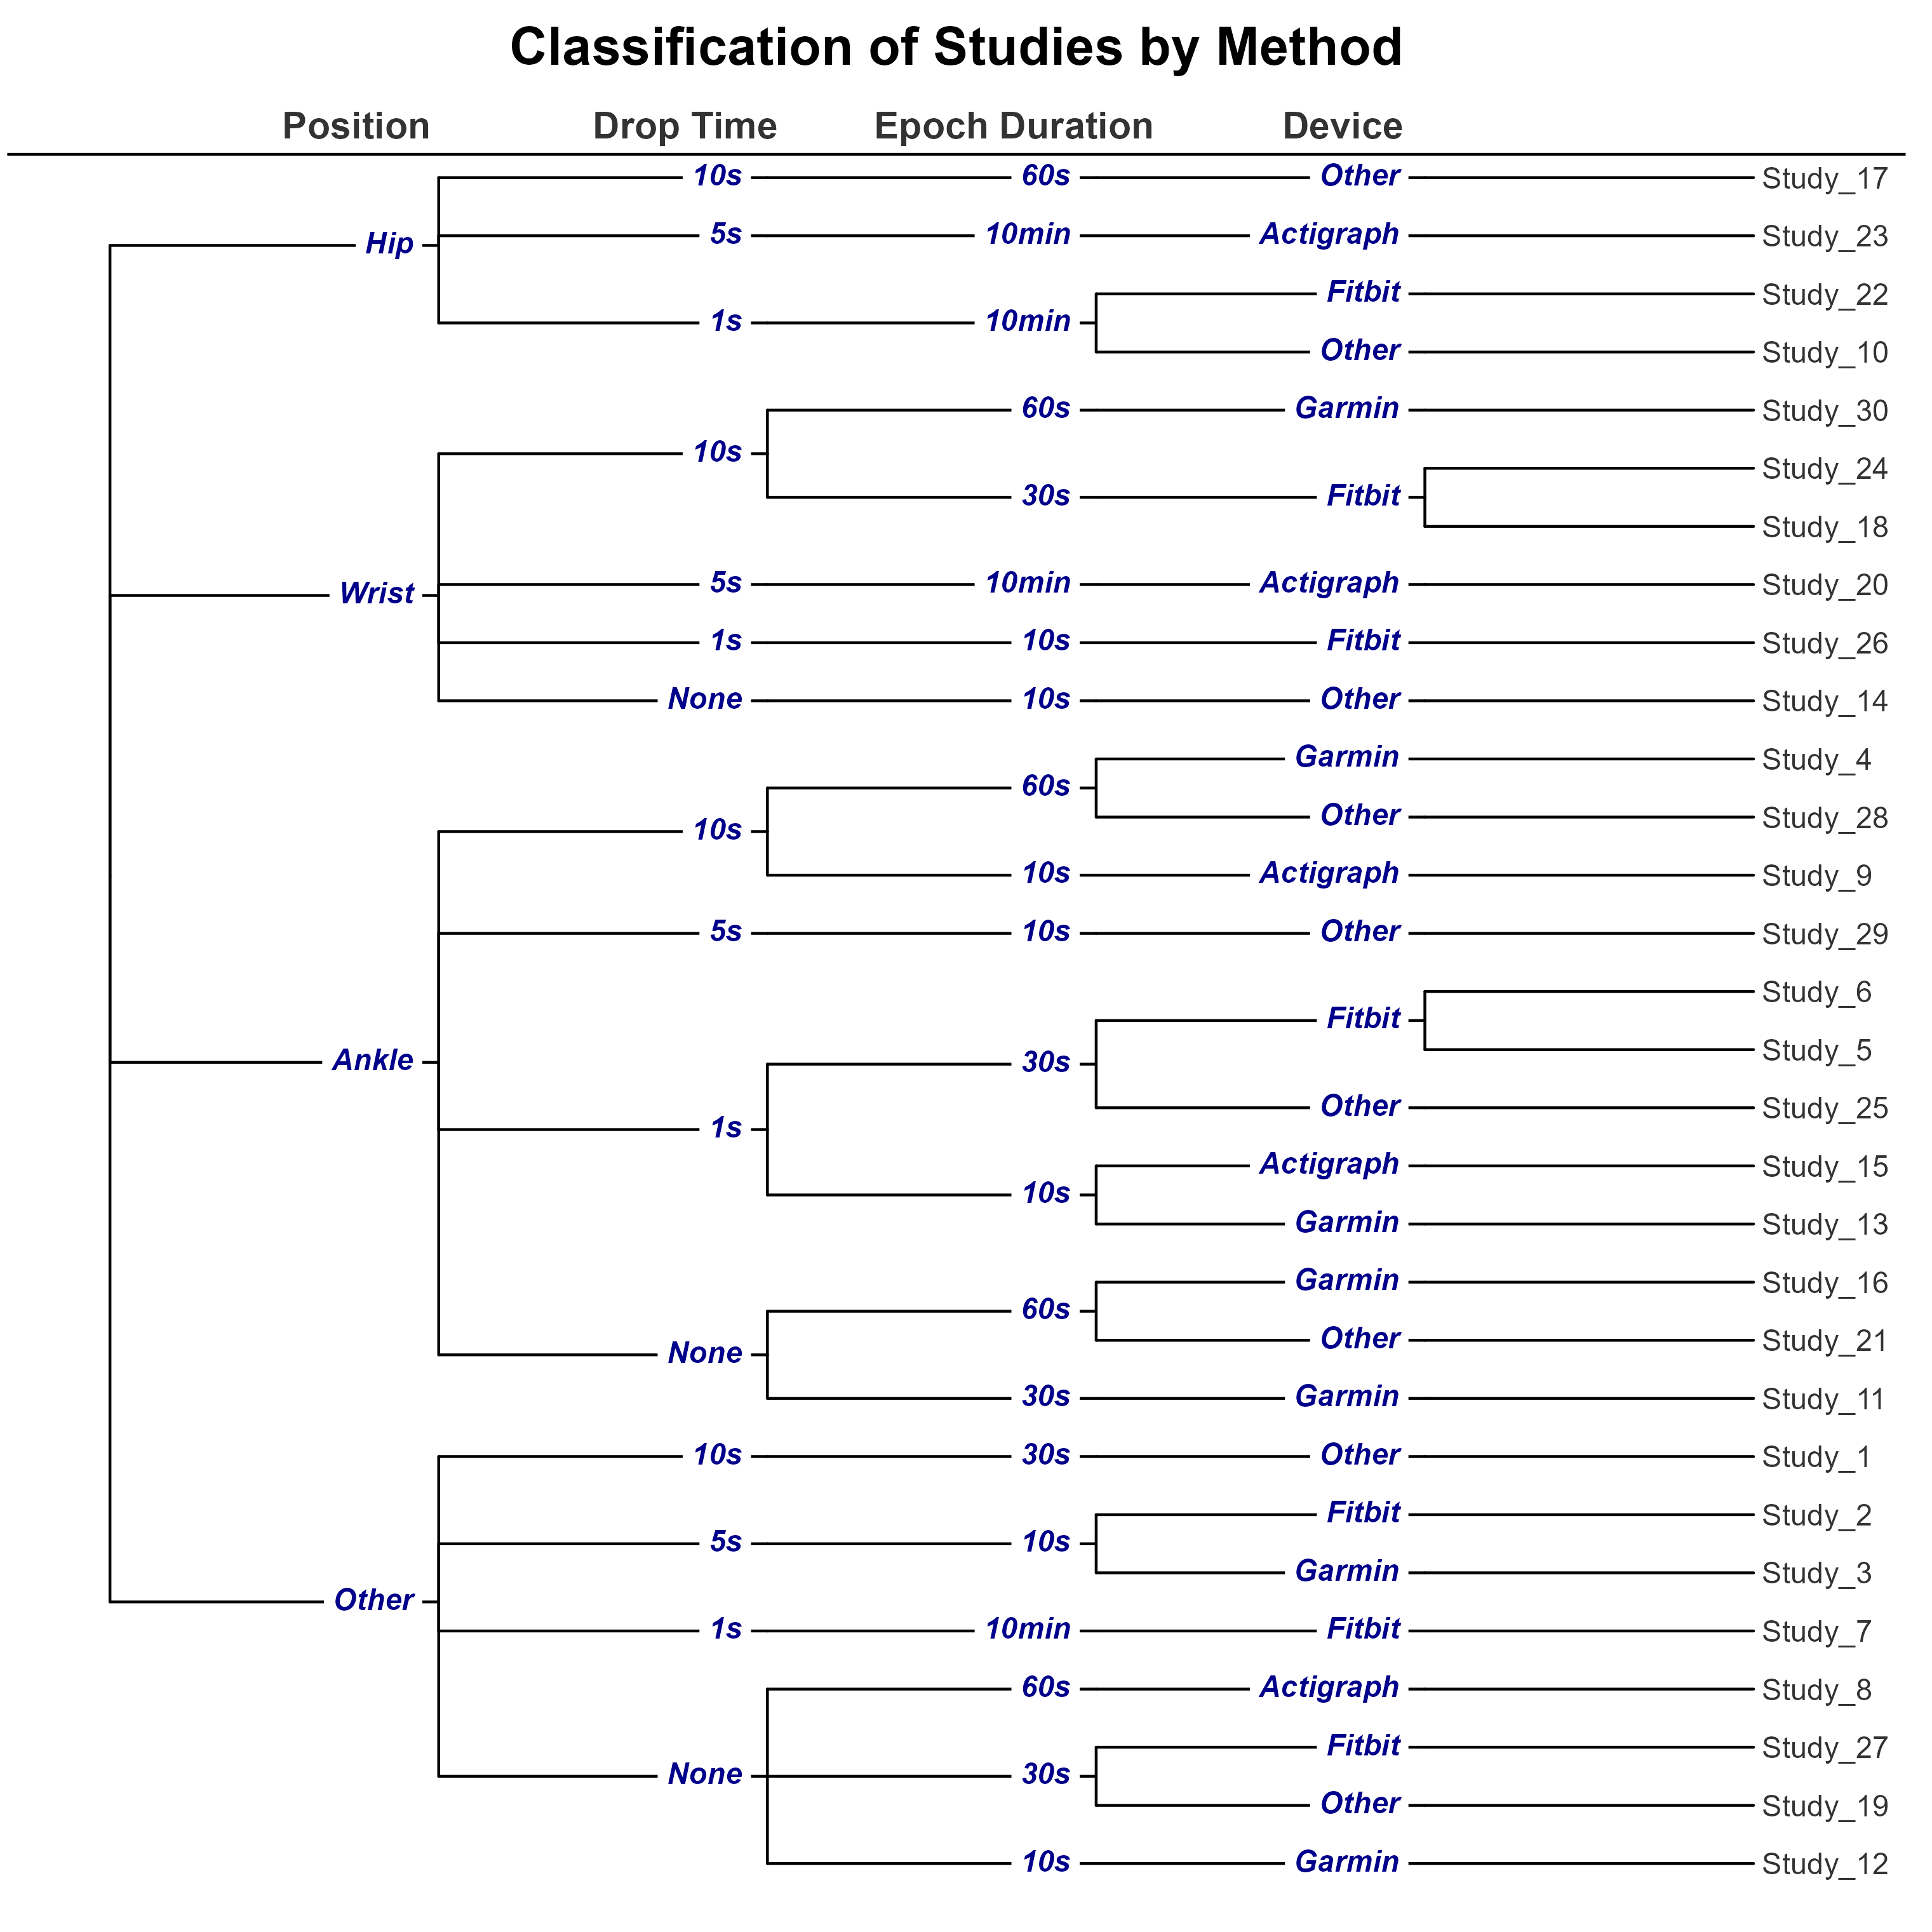 Classification of Studies by Method
Position Drop Time Epoch Duration Device
10s 60s Other Study_17
5s 10min Actigraph Study_23
Hip
Fitbit Study_22
1s 10min
Other Study_10
60s Garmin Study_30
10s
Study_24
30s Fitbit
Study_18
5s 10min Actigraph Study_20
Wrist
1s 10s Fitbit Study_26
None 10s Other Study_14
Garmin Study_4
60s
Other Study_28
10s
10s Actigraph Study_9
5s 10s Other Study_29
Study_6
Fitbit
Study_5
Ankle 30s
Other Study_25
1s
Actigraph Study_15
10s
Garmin Study_13
Garmin Study_16
60s
Other Study_21
None
30s Garmin Study_11
10s 30s Other Study_1
Fitbit Study_2
5s 10s
Garmin Study_3
Other
1s 10min Fitbit Study_7
60s Actigraph Study_8
Fitbit Study_27
None 30s
Other Study_19
10s Garmin Study_12